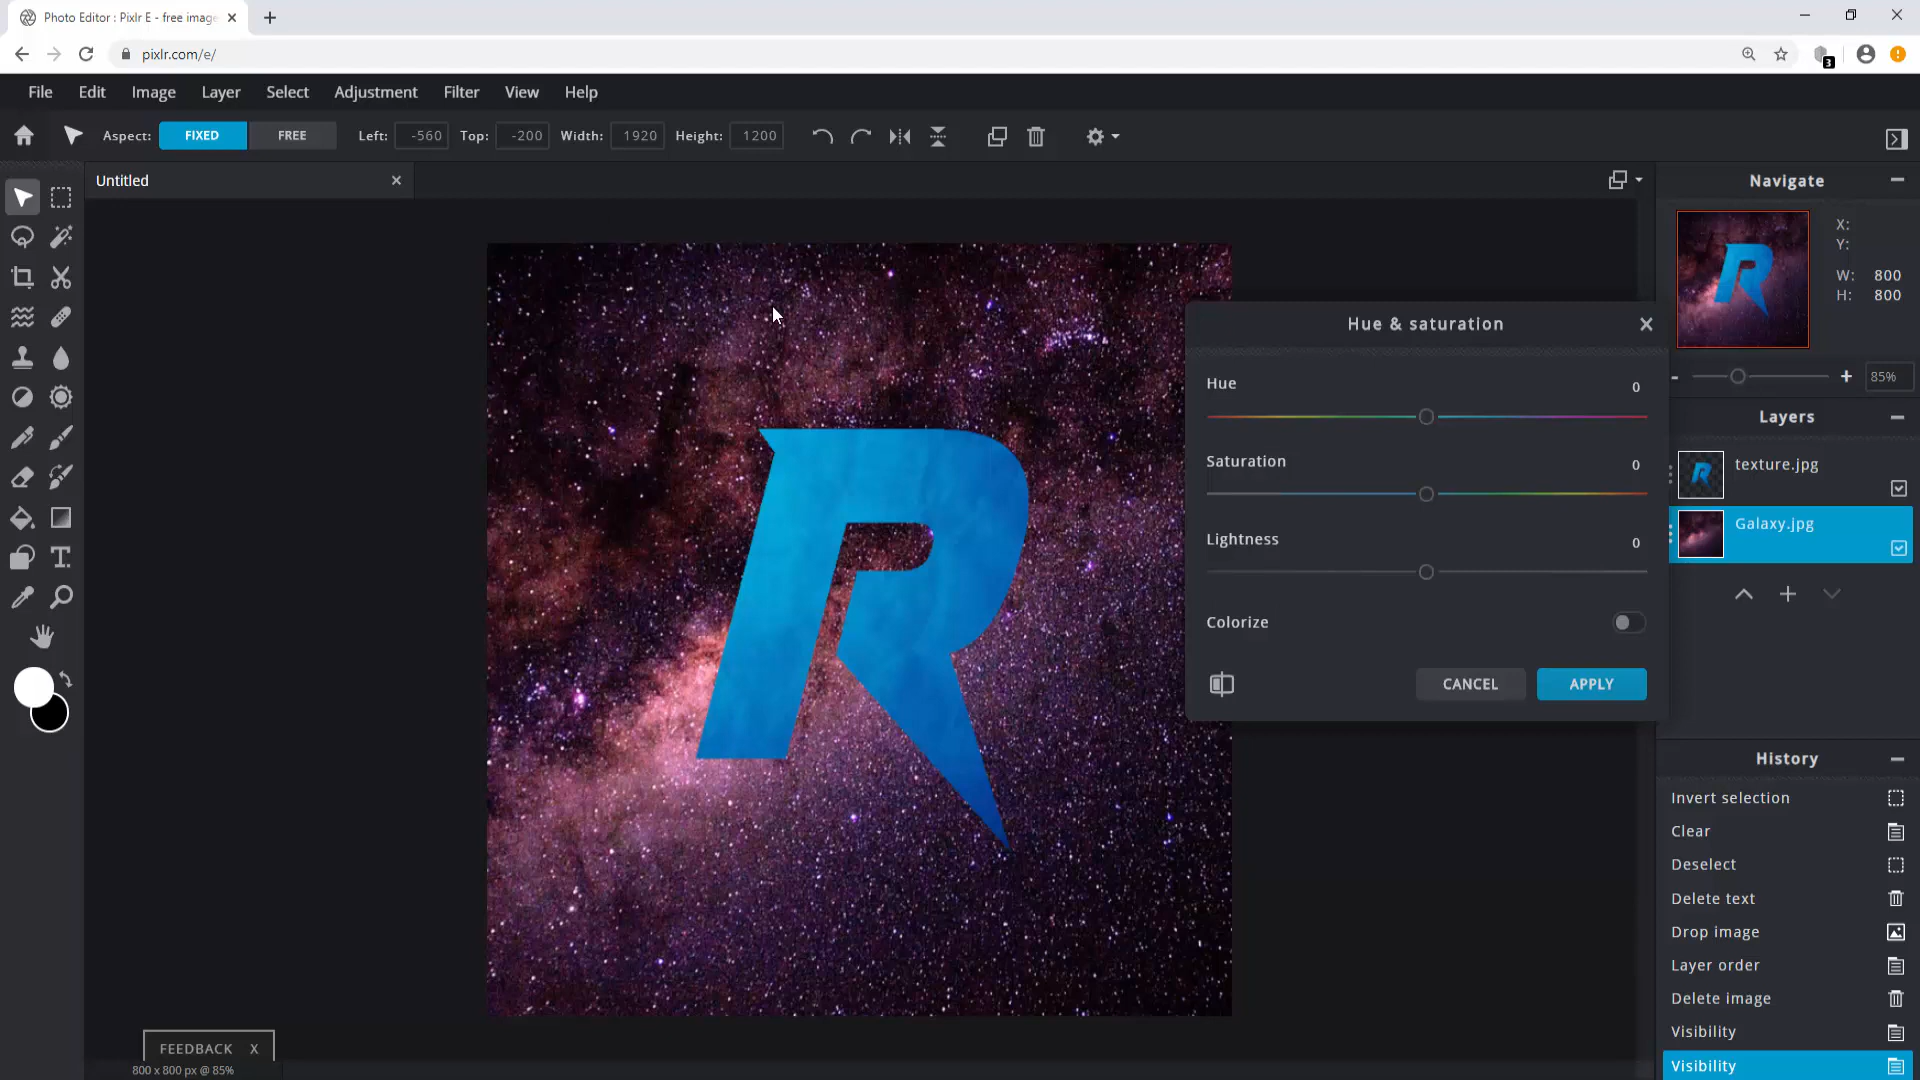 Photo Editor : Pixlr E - free image
pixlr.com/e/
3
File Edit Image Layer Select Adjustment Filter View Help
Aspect: FIXED FREE Left: -560 Top: -200 Width: 1920 Height: 1200
Untitled
Navigate
X:
Y:
W: 800
H: 800
- + 85%
Hue & saturation
Hue 0
Saturation 0
Lightness 0
Colorize
CANCEL APPLY
Layers
texture.jpg
Galaxy.jpg
History
Invert selection
Clear
Deselect
Delete text
Drop image
Layer order
Delete image
Visibility
Visibility
R
FEEDBACK X
800 x 800 px @ 85%